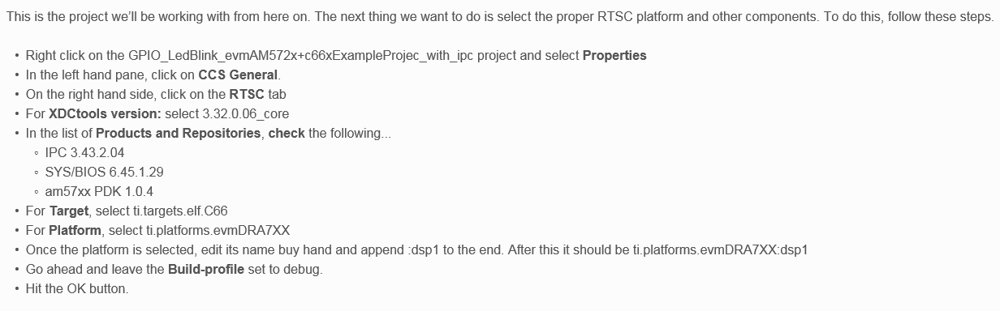 This is the project we'll be working with from here on. The next thing we want to do is select the proper RTSC platform and other components. To do this, follow these steps.
• Right click on the GPIO_LedBlink_evmAM572x+c66xExampleProjec_with_ipc project and select Properties
• In the left hand pane, click on CCS General.
• On the right hand side, click on the RTSC tab
• For XDCtools version: select 3.32.0.06_core
• In the list of Products and Repositories, check the following...
◦ IPC 3.43.2.04
◦ SYS/BIOS 6.45.1.29
◦ am57xx PDK 1.0.4
• For Target, select ti.targets.elf.C66
• For Platform, select ti.platforms.evmDRA7XX
• Once the platform is selected, edit its name buy hand and append :dsp1 to the end. After this it should be ti.platforms.evmDRA7XX:dsp1
• Go ahead and leave the Build-profile set to debug.
• Hit the OK button.